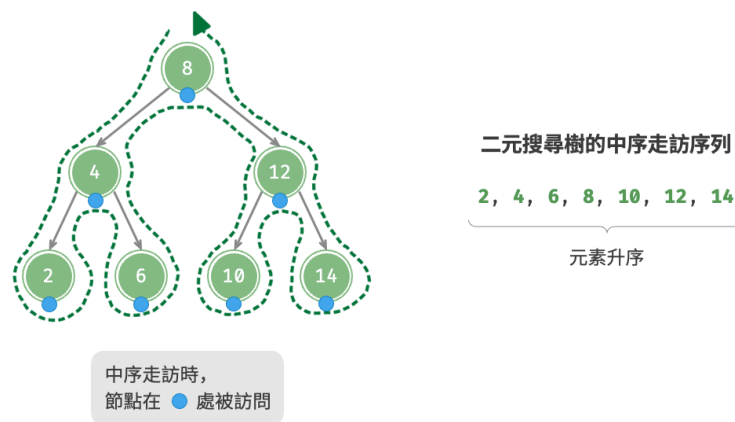 8
4
12
2
6
10
14
二元搜尋樹的中序走訪序列
2, 4, 6, 8, 10, 12, 14
元素升序
中序走訪時，
節點在 處被訪問